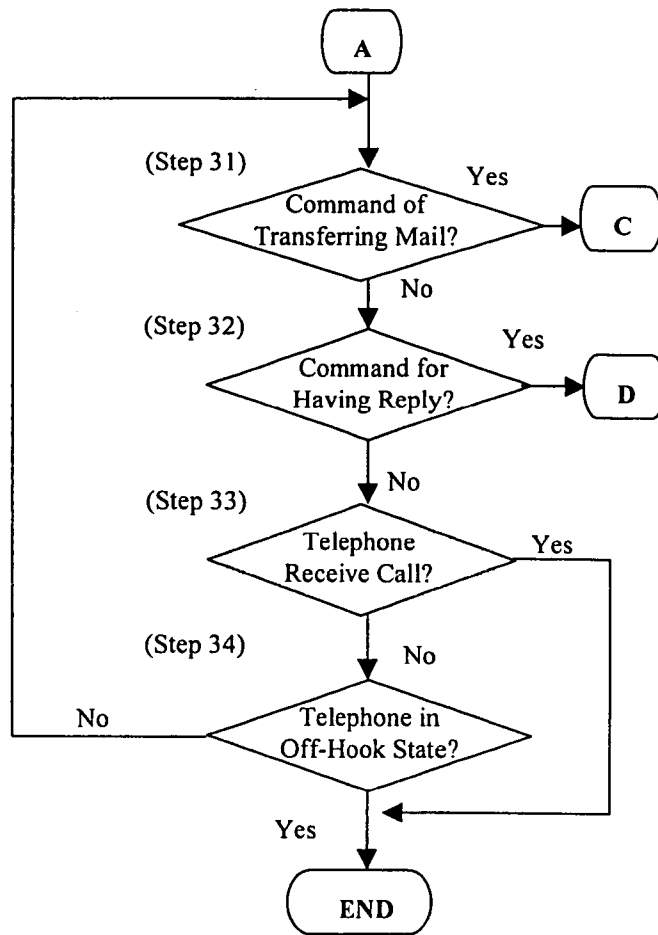 A
(Step 31)
Yes
Command of
Transferring Mail?
C
No
(Step 32)
Yes
Command for
Having Reply?
D
No
(Step 33)
Telephone
Receive Call?
Yes
(Step 34)
No
No
Telephone in
Off-Hook State?
Yes
END